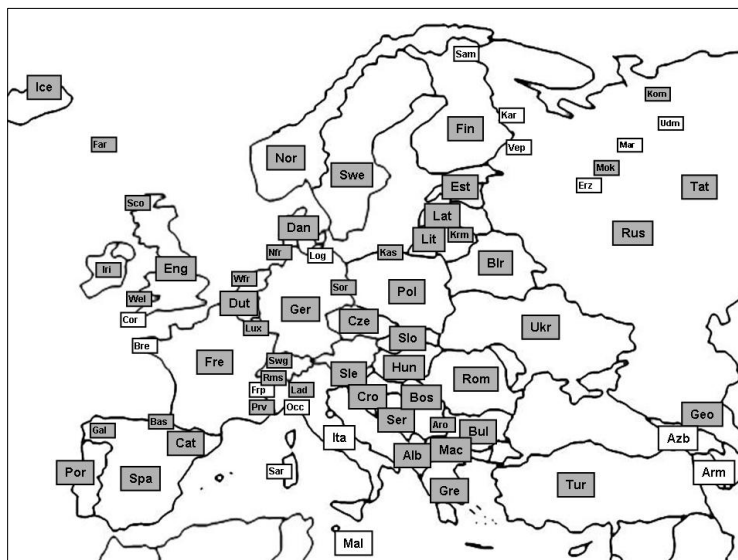 Sam
Ice
Kom
Kar
Udm
Far
Fin
Vep
Mar
Nor
Mok
Swe
Est
Erz
Tat
Sco
Lat
Dan
Rus
Krm
Lit
Nfr
Log
Kas
Blr
Iri
Eng
Wfr
Sor
Pol
Wel
Dut
Ger
Cor
Cze
Lux
Ukr
Slo
Bre
Swg
Fre
Hun
Rms
Sle
Rom
Frp
Lad
Cro
Bos
Prv
Occ
Geo
Bas
Ser
Aro
Gal
Bul
Ita
Azb
Cat
Mac
Alb
Por
Spa
Sar
Arm
Tur
Gre
Mal